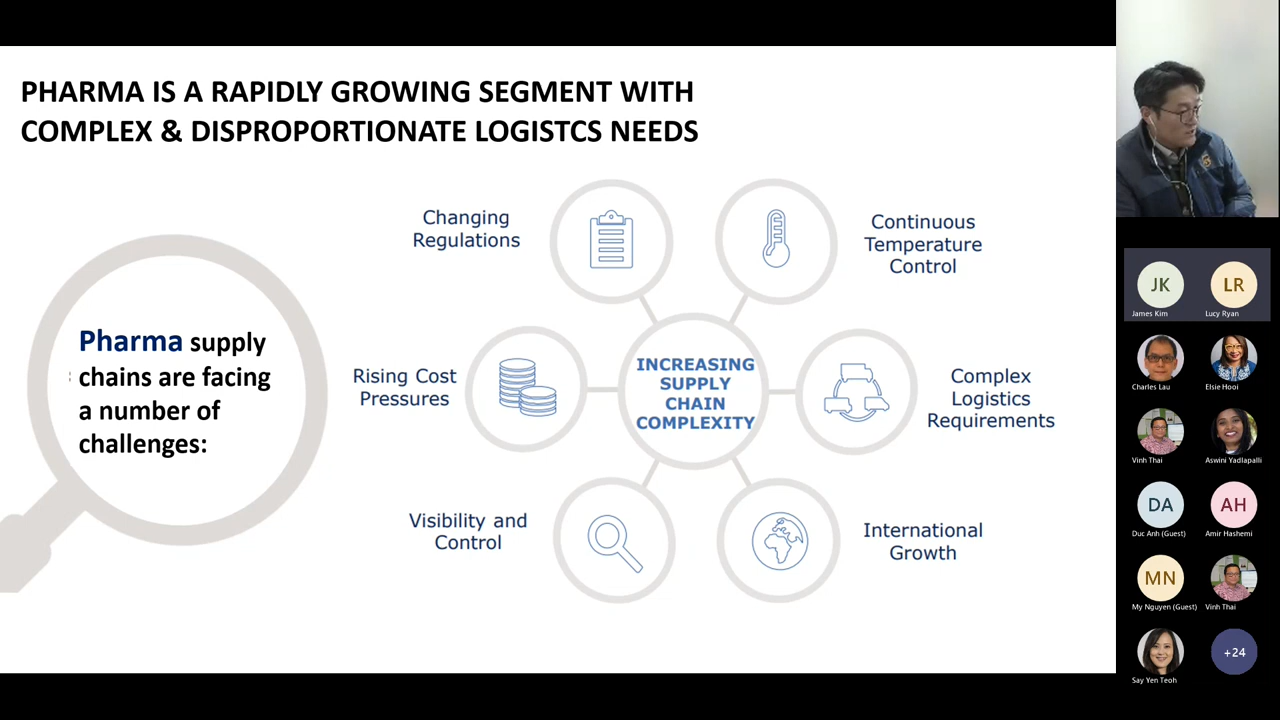 PHARMA IS A RAPIDLY GROWING SEGMENT WITH
COMPLEX & DISPROPORTIONATE LOGISTCS NEEDS
Pharma supply
chains are facing
a number of
challenges:
Changing
Regulations
Continuous
Temperature
Control
Rising Cost
Pressures
INCREASING
SUPPLY
CHAIN
COMPLEXITY
Complex
Logistics
Requirements
Visibility and
Control
International
Growth
JK
James Kim
LR
Lucy Ryan
Charles Lau
Elsie Hooi
Vinh Thai
Aswini Yadlapalli
DA
Duc Anh (Guest)
AH
Amir Hashemi
MN
My Nguyen (Guest)
Vinh Thai
Say Yen Teoh
+24